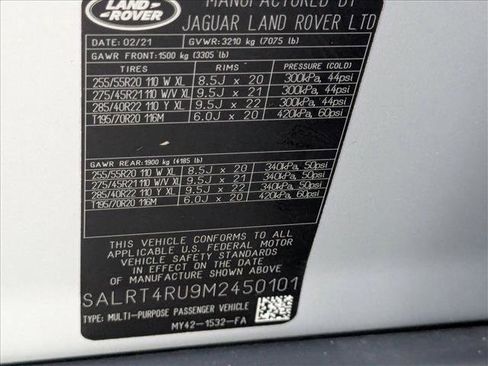 LAND-
ROVER
MANUFACTURED BY
JAGUAR LAND ROVER LTD
DATE: 02/21 GVWR: 3210 kg (7075 lb)
GAWR FRONT: 1500 kg (3305 lb)
TIRES RIMS PRESSURE (COLD)
255/55R20 110 W XL 8.5J x 20 300kPa, 44psi
275/45R21 110 W/V XL 9.5J x 21 300kPa, 44psi
285/40R22 110 Y XL 9.5J x 22 300kPa, 44psi
T195/70R20 116M 6.0J x 20 420kPa, 60psi
GAWR REAR: 1900 kg (4185 lb)
255/55R20 110 W XL 8.5J x 20 340kPa, 50psi
275/45R21 110 W/V XL 9.5J x 21 340kPa, 50psi
285/40R22 110 Y XL 9.5J x 22 340kPa, 50psi
T195/70R20 116M 6.0J x 20 420kPa, 60psi
THIS VEHICLE CONFORMS TO ALL
APPLICABLE U.S. FEDERAL MOTOR
VEHICLE SAFETY STANDARDS
IN EFFECT ON THE DATE
OF MANUFACTURE SHOWN ABOVE.
SALRT4RU9M2450101
TYPE: MULTI-PURPOSE PASSENGER VEHICLE
MY42-1532-FA